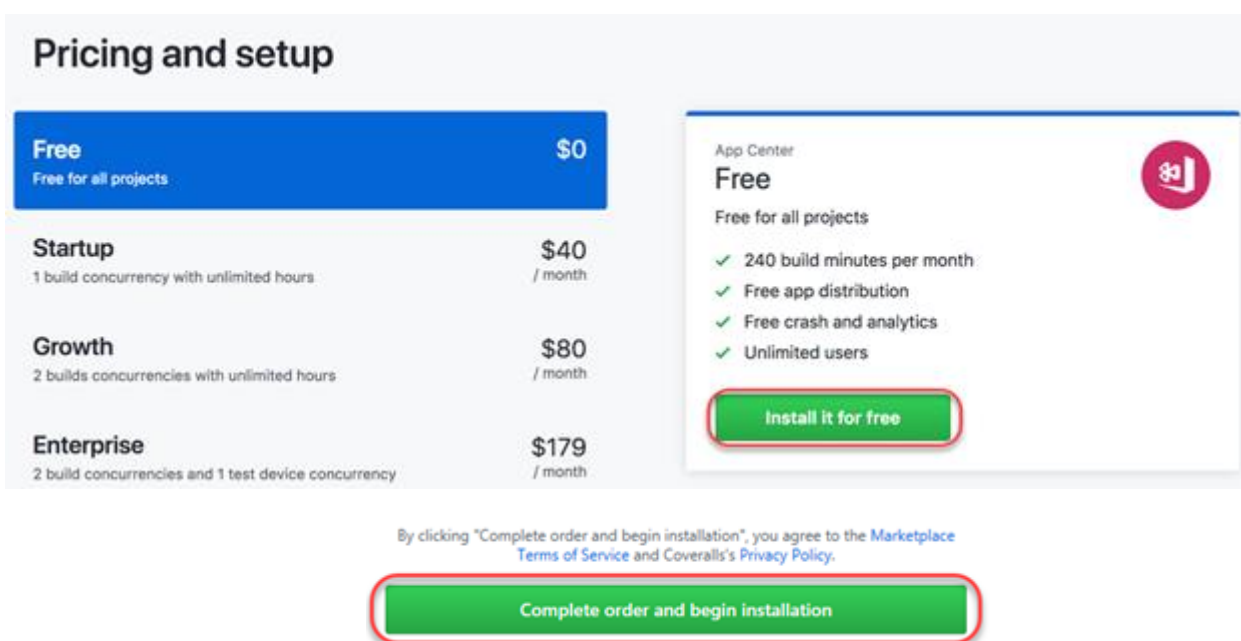 Pricing and setup
Free $0
Free for all projects
Startup $40
1 build concurrency with unlimited hours / month
Growth $80
2 builds concurrencies with unlimited hours / month
Enterprise $179
2 build concurrencies and 1 test device concurrency / month
App Center
Free
Free for all projects
240 build minutes per month
Free app distribution
Free crash and analytics
Unlimited users
Install it for free
By clicking "Complete order and begin installation", you agree to the Marketplace
Terms of Service and Coveralls's Privacy Policy.
Complete order and begin installation